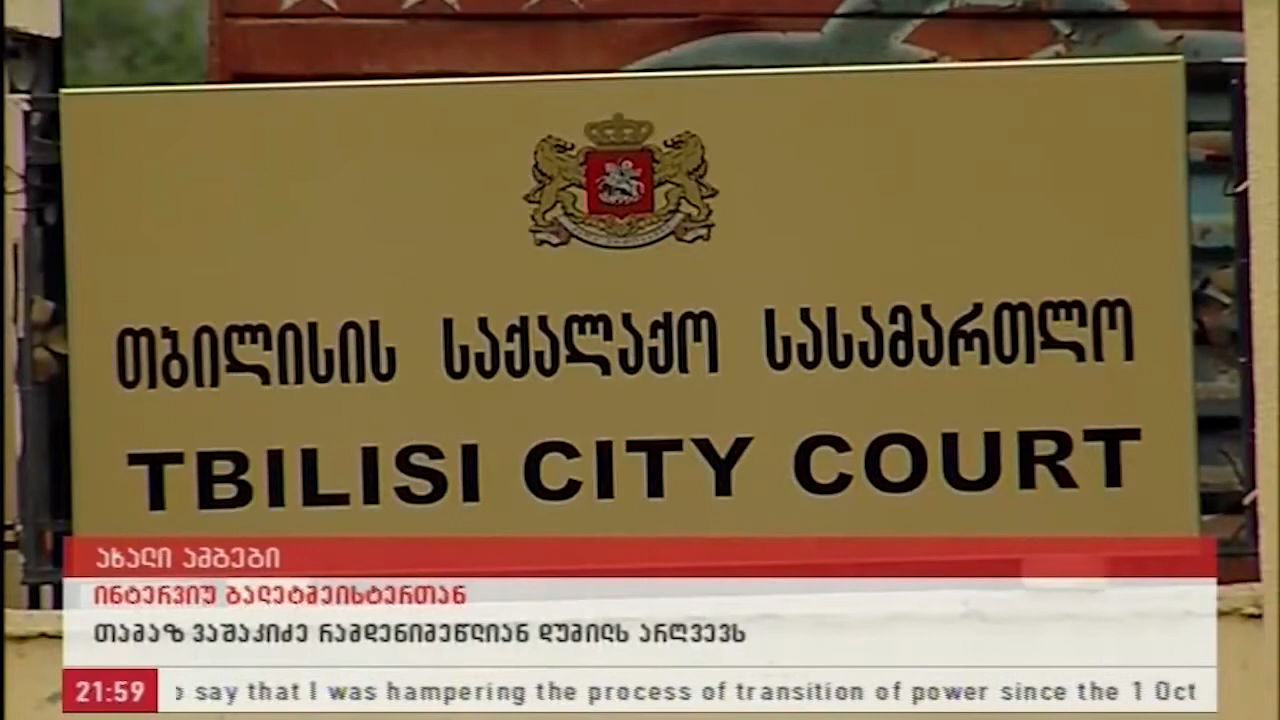 თბილისის საქალაქო სასამართლო
TBILISI CITY COURT
ახალი ამბები
ინტერვიუ ბალეტმეისტერთან
თამაზ ვაშაკიძე რამდენიმეწლიან დუმილს არღვევს
21:59 say that I was hampering the process of transition of power since the 1 Oct